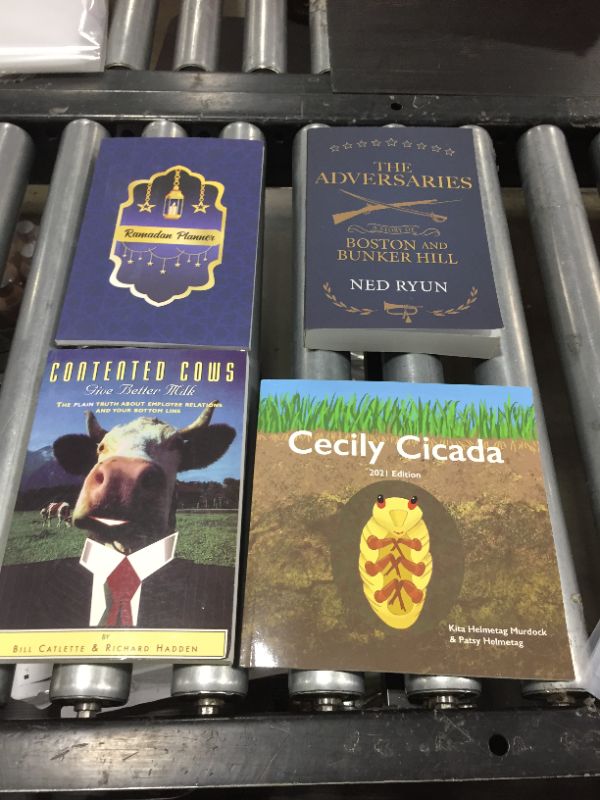 Ramadan Planner
THE
ADVERSARIES
A STORY OF
BOSTON AND
BUNKER HILL
NED RYUN
CONTENTED COWS
Give Better Milk
THE PLAIN TRUTH ABOUT EMPLOYEE RELATIONS
AND YOUR BOTTOM LINE
BY
BILL CATLETTE & RICHARD HADDEN
Cecily Cicada
2021 Edition
Kita Helmetag Murdock
& Patsy Helmetag